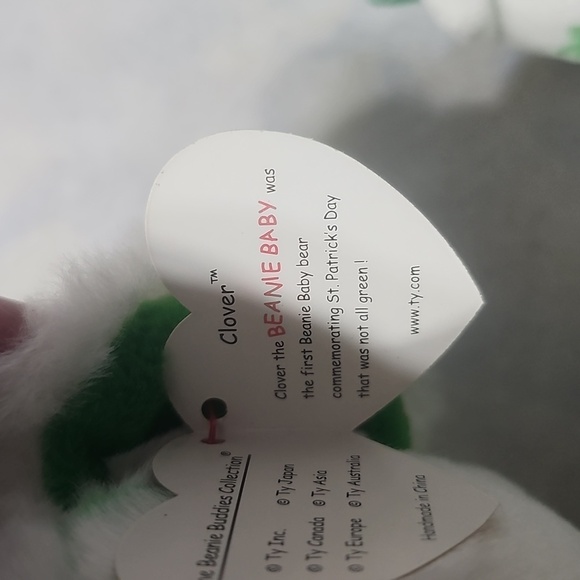 Clover™
Clover the BEANIE BABY was
the first Beanie Baby bear
commemorating St. Patrick's Day
that was not all green!
www.ty.com
Beanie Buddies Collection®
© Ty Inc. © Ty Japan
© Ty Canada © Ty Asia
© Ty Europe © Ty Australia
Handmade in China